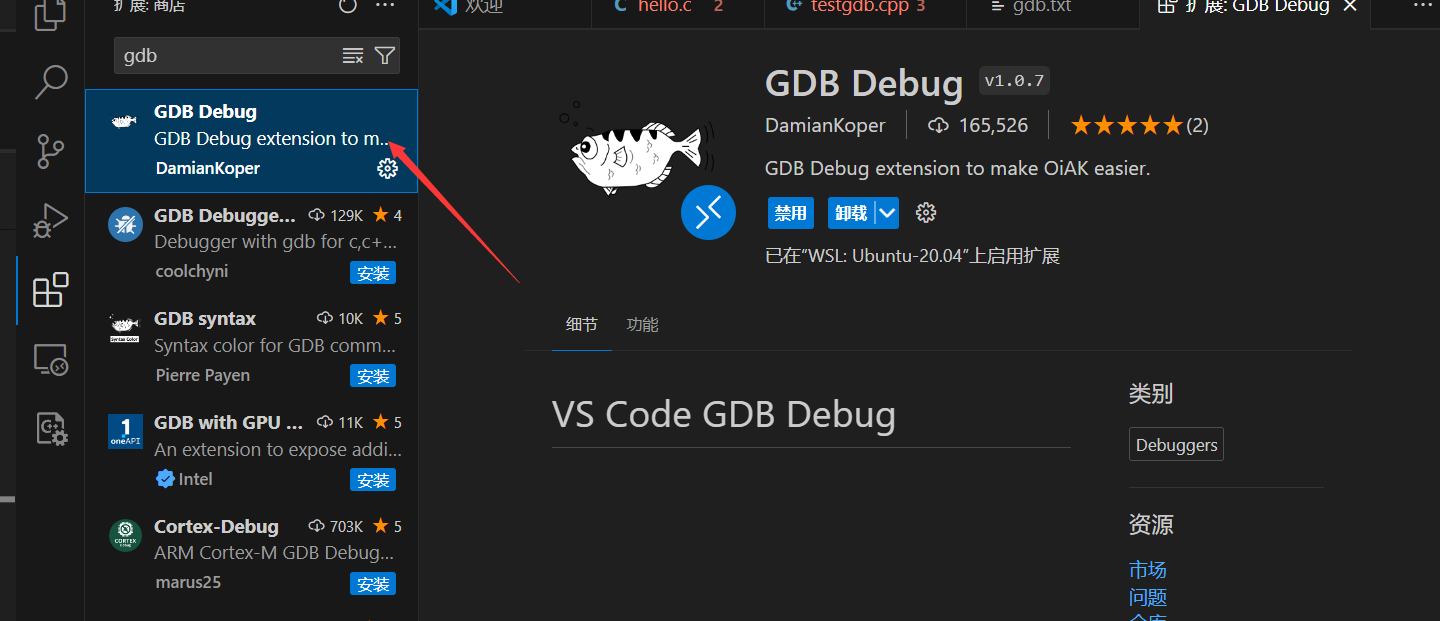 扩展: 商店
欢迎
C hello.c 2
testgdb.cpp 3
gdb.txt
扩展: GDB Debug
gdb
GDB Debug
GDB Debug extension to m...
DamianKoper
GDB Debugge... 129K 4
Debugger with gdb for c,c+...
coolchyni
安装
GDB syntax 10K 5
Syntax color for GDB comm...
Pierre Payen
安装
GDB with GPU ... 11K 5
An extension to expose addi...
Intel
安装
1
oneAPI
Cortex-Debug 703K 5
ARM Cortex-M GDB Debug...
marus25
安装
CORTEX
GDB Debug v1.0.7
DamianKoper 165,526 (2)
GDB Debug extension to make OiAK easier.
禁用 卸载
已在“WSL: Ubuntu-20.04”上启用扩展
细节 功能
VS Code GDB Debug
类别
Debuggers
资源
市场
问题